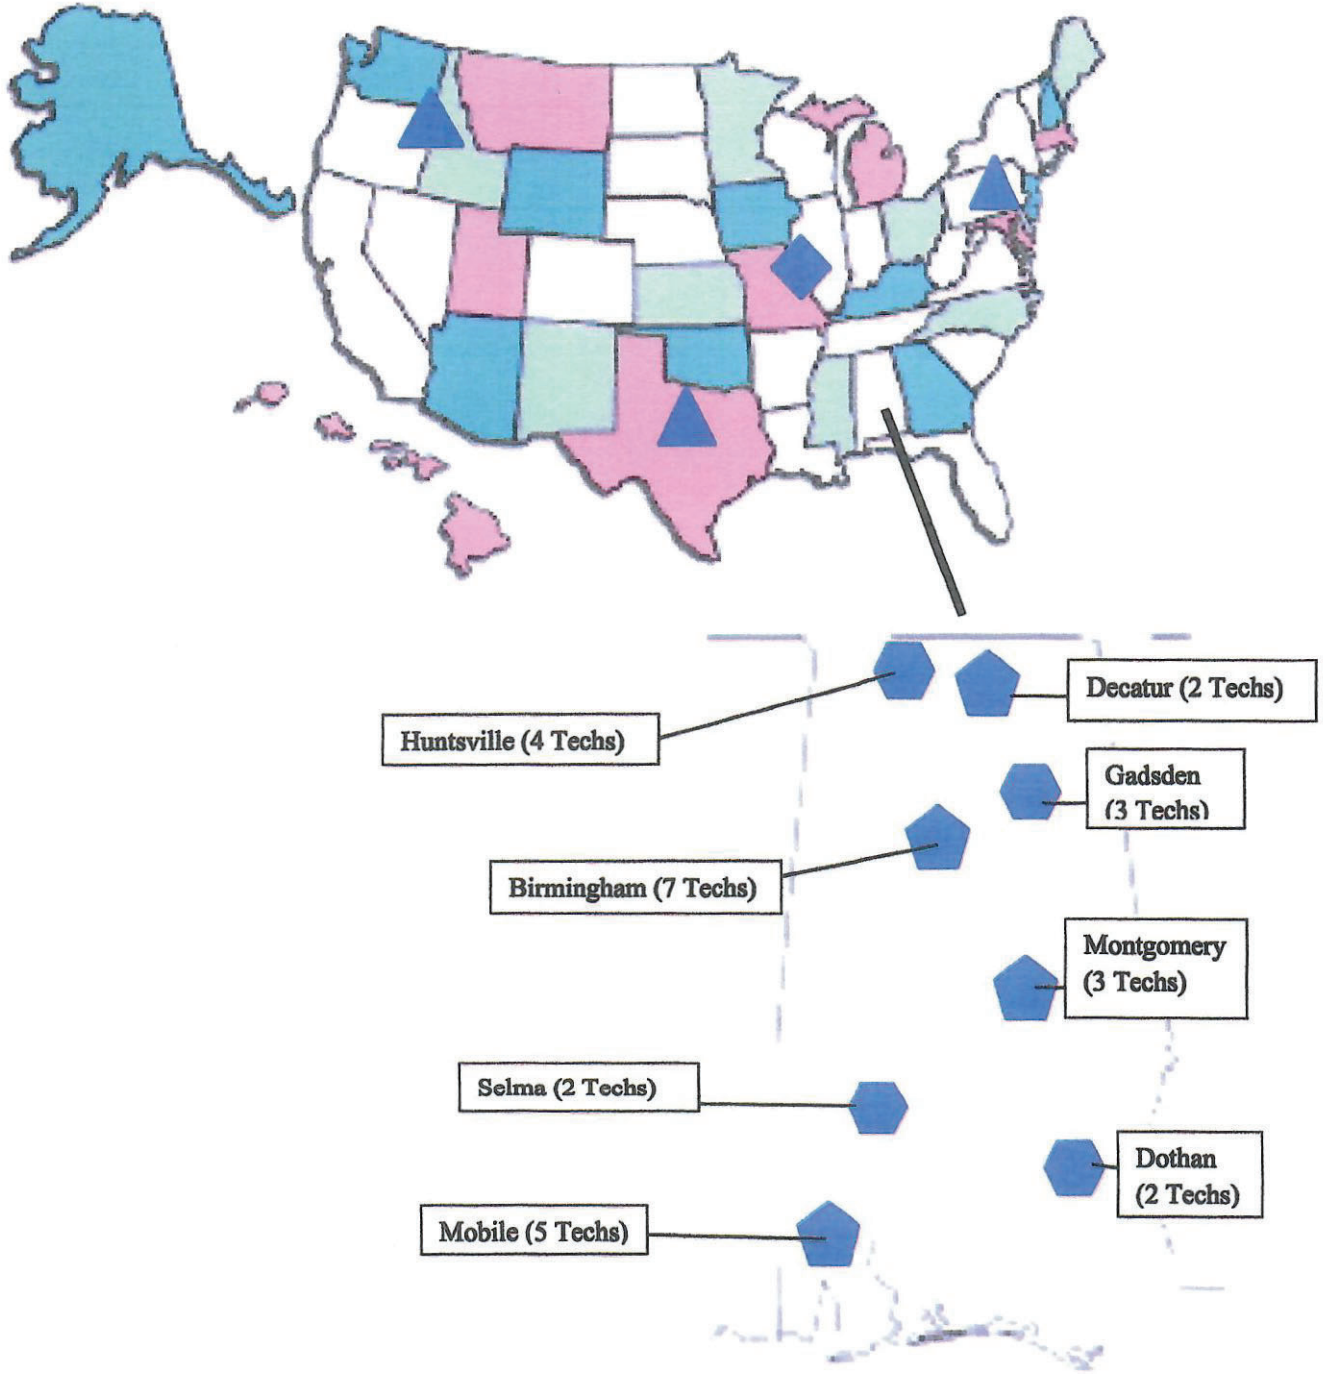 Decatur (2 Techs)
Huntsville (4 Techs)
Gadsden
(3 Techs)
Birmingham (7 Techs)
Montgomery
(3 Techs)
Selma (2 Techs)
Dothan
(2 Techs)
Mobile (5 Techs)